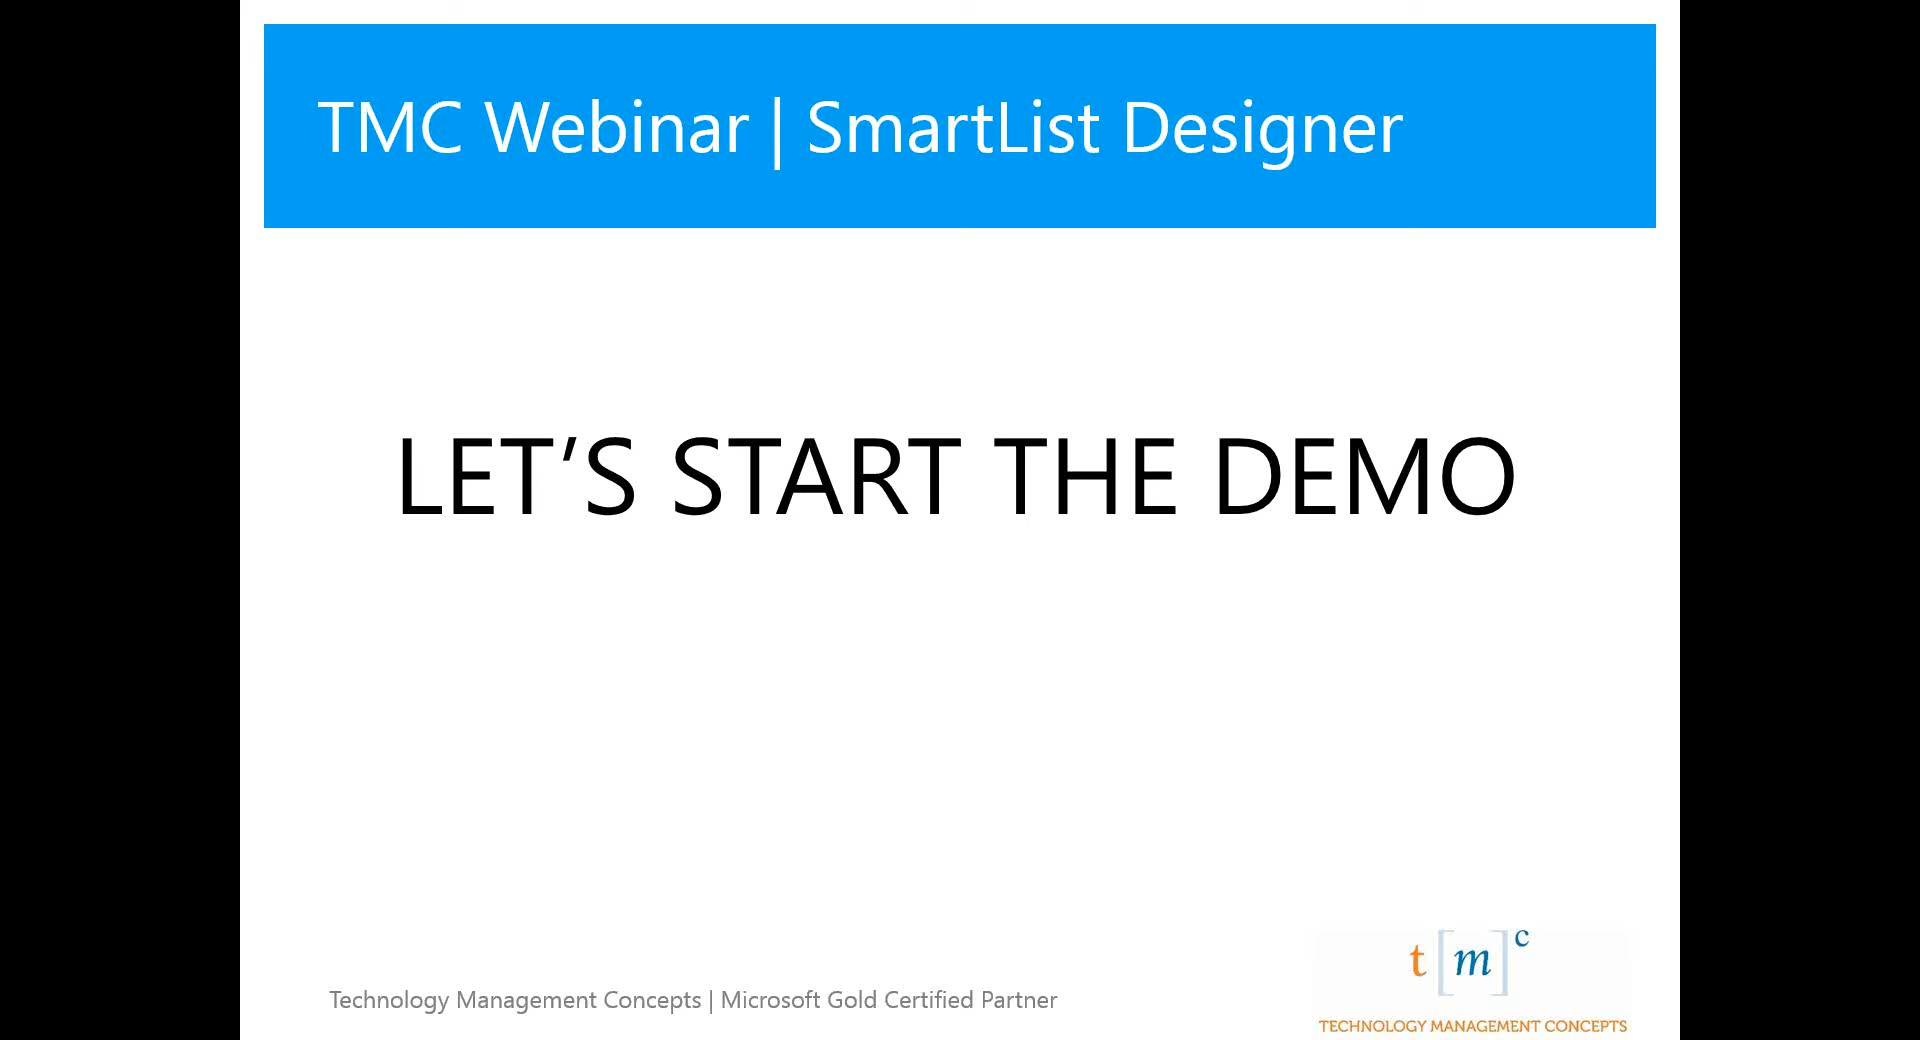 TMC Webinar | SmartList Designer
LET’S START THE DEMO
Technology Management Concepts | Microsoft Gold Certified Partner
t[m]c
TECHNOLOGY MANAGEMENT CONCEPTS